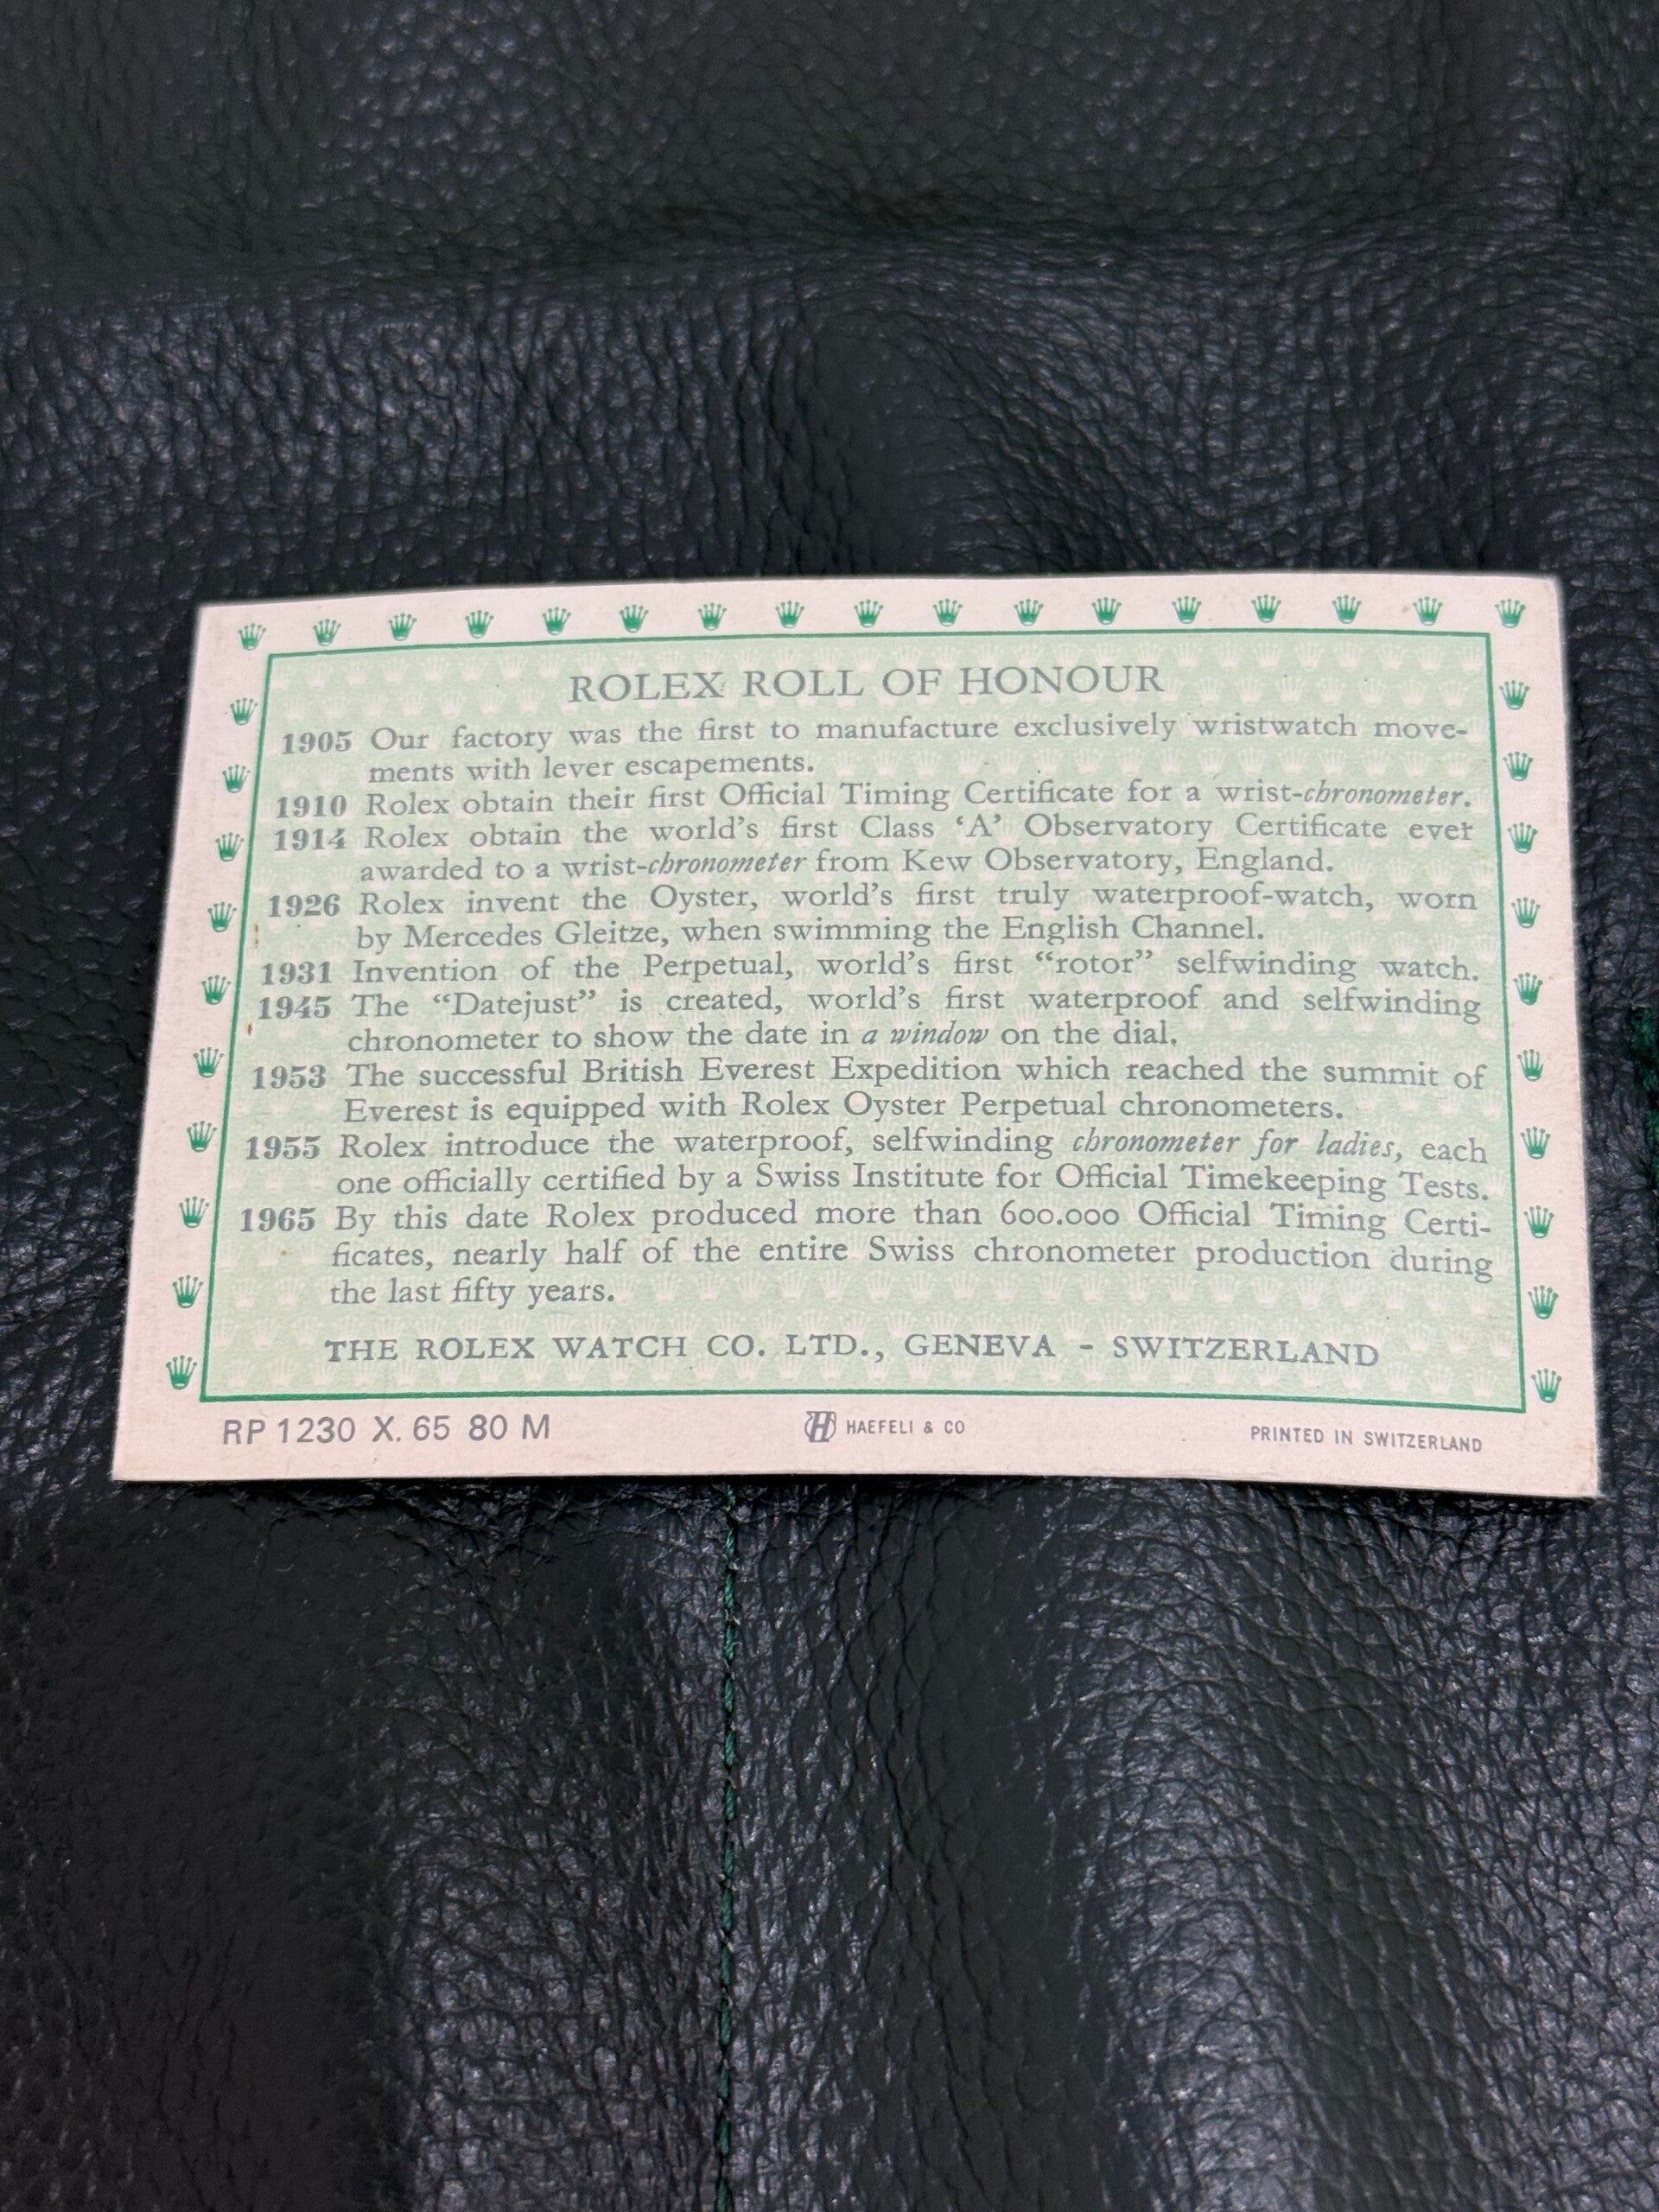 ROLEX ROLL OF HONOUR
1905 Our factory was the first to manufacture exclusively wristwatch move-
ments with lever escapements.
1910 Rolex obtain their first Official Timing Certificate for a wrist-chronometer.
1914 Rolex obtain the world's first Class ‘A’ Observatory Certificate ever
awarded to a wrist-chronometer from Kew Observatory, England.
1926 Rolex invent the Oyster, world's first truly waterproof-watch, worn
by Mercedes Gleitze, when swimming the English Channel.
1931 Invention of the Perpetual, world's first “rotor” selfwinding watch.
1945 The “Datejust” is created, world's first waterproof and selfwinding
chronometer to show the date in a window on the dial.
1953 The successful British Everest Expedition which reached the summit of
Everest is equipped with Rolex Oyster Perpetual chronometers.
1955 Rolex introduce the waterproof, selfwinding chronometer for ladies, each
one officially certified by a Swiss Institute for Official Timekeeping Tests.
1965 By this date Rolex produced more than 600.000 Official Timing Certi-
ficates, nearly half of the entire Swiss chronometer production during
the last fifty years.
THE ROLEX WATCH CO. LTD., GENEVA - SWITZERLAND
RP 1230 X. 65 80 M
H HAEFELI & CO
PRINTED IN SWITZERLAND